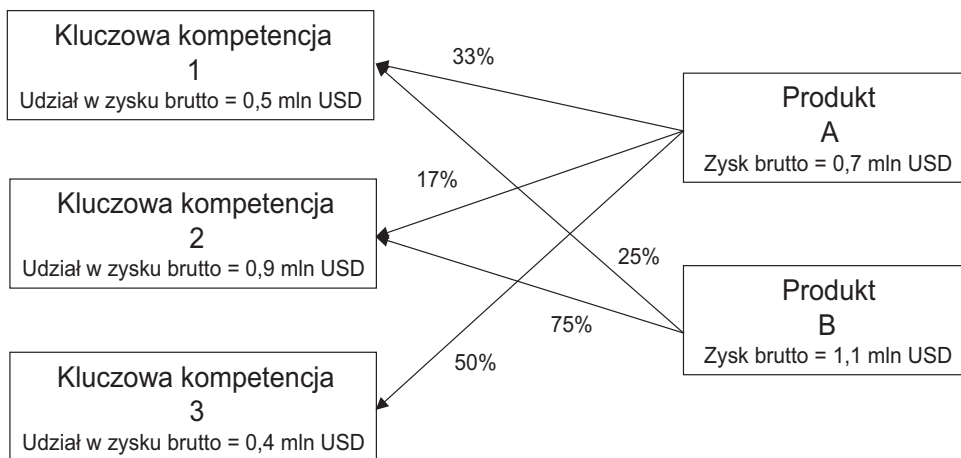 Kluczowa kompetencja
1
Udział w zysku brutto = 0,5 mln USD
33%
Produkt
A
Zysk brutto = 0,7 mln USD
17%
Kluczowa kompetencja
2
Udział w zysku brutto = 0,9 mln USD
25%
Produkt
B
Zysk brutto = 1,1 mln USD
75%
50%
Kluczowa kompetencja
3
Udział w zysku brutto = 0,4 mln USD